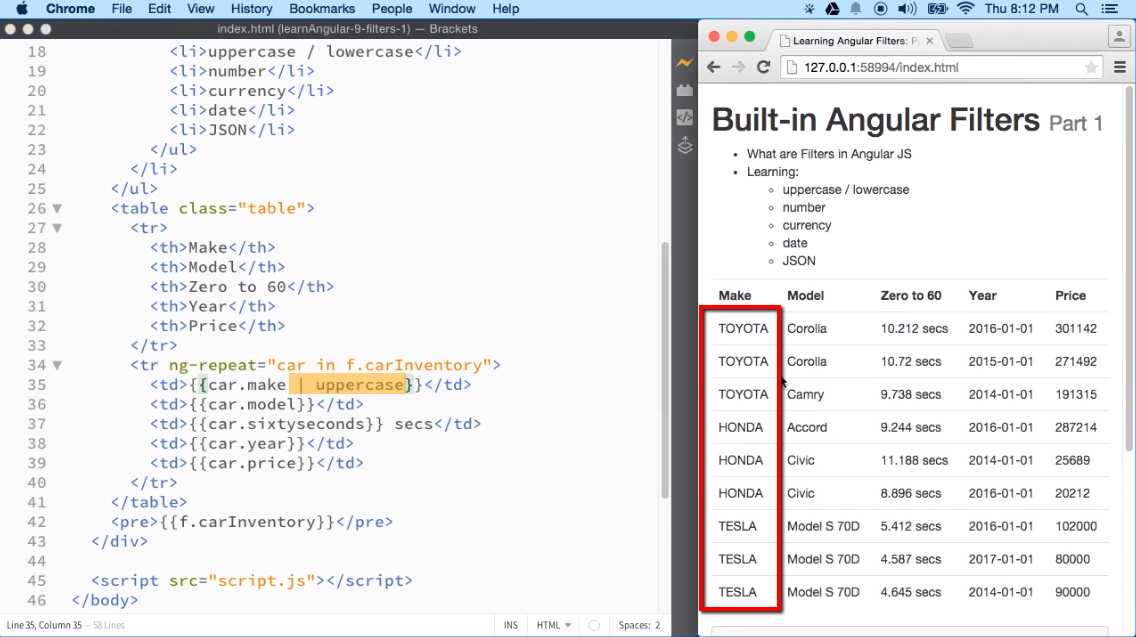 Chrome File Edit View History Bookmarks People Window Help Thu 8:12 PM
index.html (learnAngular-9-filters-1) — Brackets
18 <li>uppercase / lowercase</li>
19 <li>number</li>
20 <li>currency</li>
21 <li>date</li>
22 <li>JSON</li>
23 </ul>
24 </li>
25 </ul>
26 <table class="table">
27 <tr>
28 <th>Make</th>
29 <th>Model</th>
30 <th>Zero to 60</th>
31 <th>Year</th>
32 <th>Price</th>
33 </tr>
34 <tr ng-repeat="car in f.carInventory">
35 <td>{{car.make | uppercase}}</td>
36 <td>{{car.model}}</td>
37 <td>{{car.sixtyseconds}} secs</td>
38 <td>{{car.year}}</td>
39 <td>{{car.price}}</td>
40 </tr>
41 </table>
42 <pre>{{f.carInventory}}</pre>
43 </div>
44
45 <script src="script.js"></script>
46 </body>
Line 35, Column 35 — 58 Lines INS HTML Spaces: 2
Learning Angular Filters:
127.0.0.1:58994/index.html
Built-in Angular Filters Part 1
• What are Filters in Angular JS
• Learning:
uppercase / lowercase
number
currency
date
JSON
Make Model Zero to 60 Year Price
TOYOTA Corolla 10.212 secs 2016-01-01 301142
TOYOTA Corolla 10.72 secs 2015-01-01 271492
TOYOTA Camry 9.738 secs 2014-01-01 191315
HONDA Accord 9.244 secs 2016-01-01 287214
HONDA Civic 11.188 secs 2014-01-01 25689
HONDA Civic 8.896 secs 2016-01-01 20212
TESLA Model S 70D 5.412 secs 2016-01-01 102000
TESLA Model S 70D 4.587 secs 2017-01-01 80000
TESLA Model S 70D 4.645 secs 2014-01-01 90000